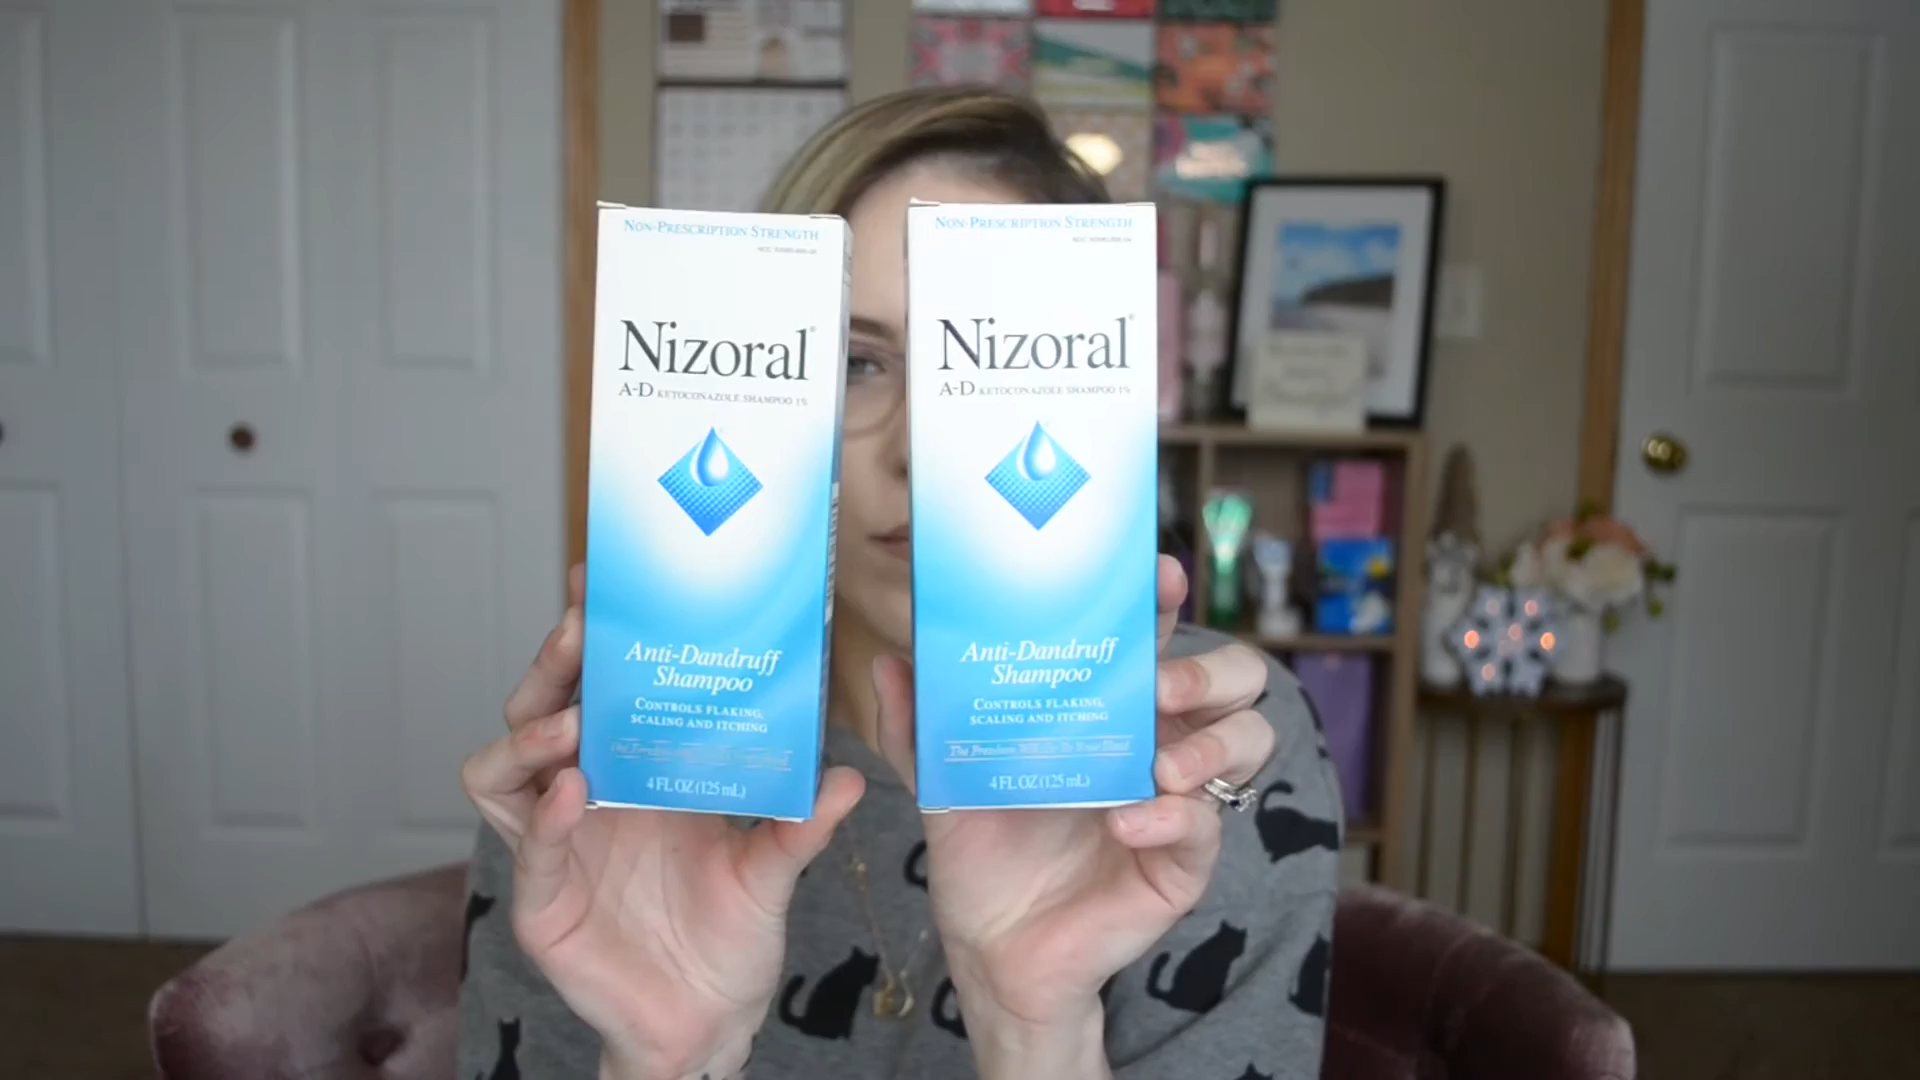 NON-PRESCRIPTION STRENGTH
Nizoral®
A-D KETOCONAZOLE SHAMPOO 1%
Anti-Dandruff
Shampoo
CONTROLS FLAKING,
SCALING AND ITCHING
4 FL OZ (125 mL)
NON-PRESCRIPTION STRENGTH
Nizoral®
A-D KETOCONAZOLE SHAMPOO 1%
Anti-Dandruff
Shampoo
CONTROLS FLAKING,
SCALING AND ITCHING
4 FL OZ (125 mL)